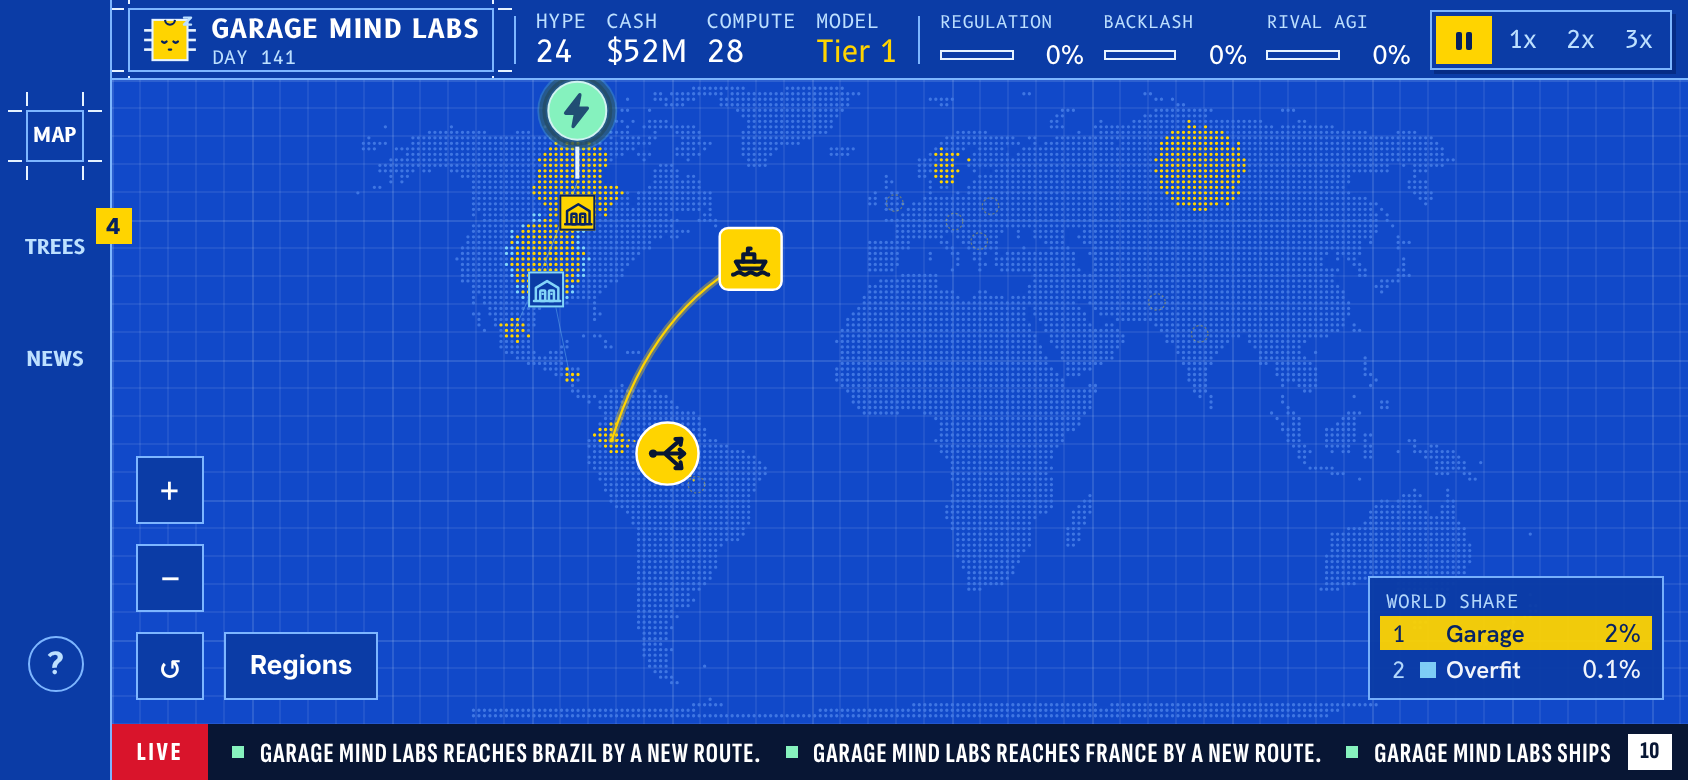 GARAGE MIND LABS
DAY 141
HYPE
24
CASH
$52M
COMPUTE
28
MODEL
Tier 1
REGULATION
0%
BACKLASH
0%
RIVAL AGI
0%
1x
2x
3x
MAP
4
TREES
NEWS
+
−
↺
Regions
?
WORLD SHARE
1 Garage 2%
2 Overfit 0.1%
LIVE
GARAGE MIND LABS REACHES BRAZIL BY A NEW ROUTE.
GARAGE MIND LABS REACHES FRANCE BY A NEW ROUTE.
GARAGE MIND LABS SHIPS
10